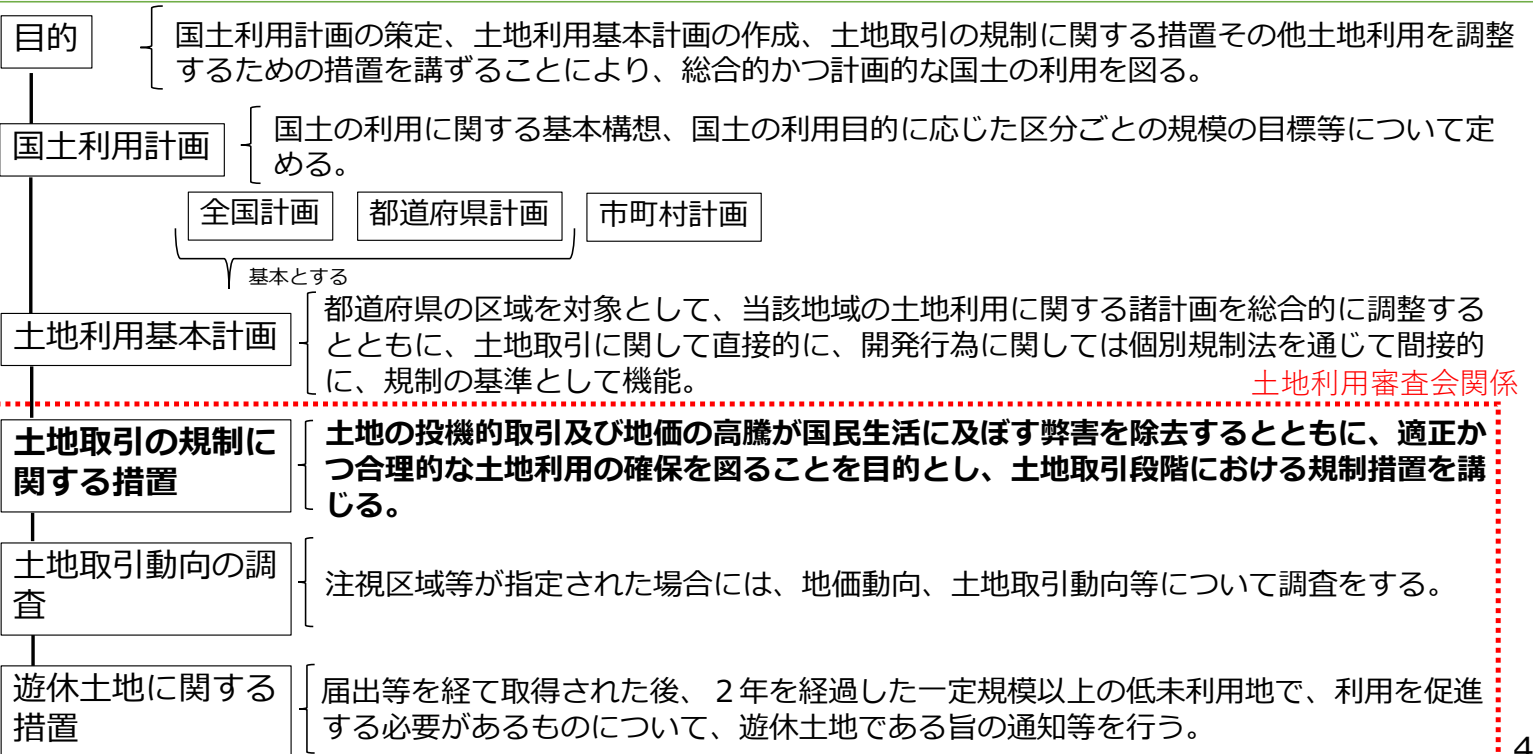 目的
国土利用計画の策定、土地利用基本計画の作成、土地取引の規制に関する措置その他土地利用を調整
するための措置を講ずることにより、総合的かつ計画的な国土の利用を図る。
国土利用計画
国土の利用に関する基本構想、国土の利用目的に応じた区分ごとの規模の目標等について定
める。
全国計画 都道府県計画 市町村計画
基本とする
土地利用基本計画
都道府県の区域を対象として、当該地域の土地利用に関する諸計画を総合的に調整する
とともに、土地取引に関して直接的に、開発行為に関しては個別規制法を通じて間接的
に、規制の基準として機能。
土地利用審査会関係
土地取引の規制に
関する措置
土地の投機的取引及び地価の高騰が国民生活に及ぼす弊害を除去するとともに、適正か
つ合理的な土地利用の確保を図ることを目的とし、土地取引段階における規制措置を講
じる。
土地取引動向の調
査
注視区域等が指定された場合には、地価動向、土地取引動向等について調査をする。
遊休土地に関する
措置
届出等を経て取得された後、２年を経過した一定規模以上の低未利用地で、利用を促進
する必要があるものについて、遊休土地である旨の通知等を行う。
4